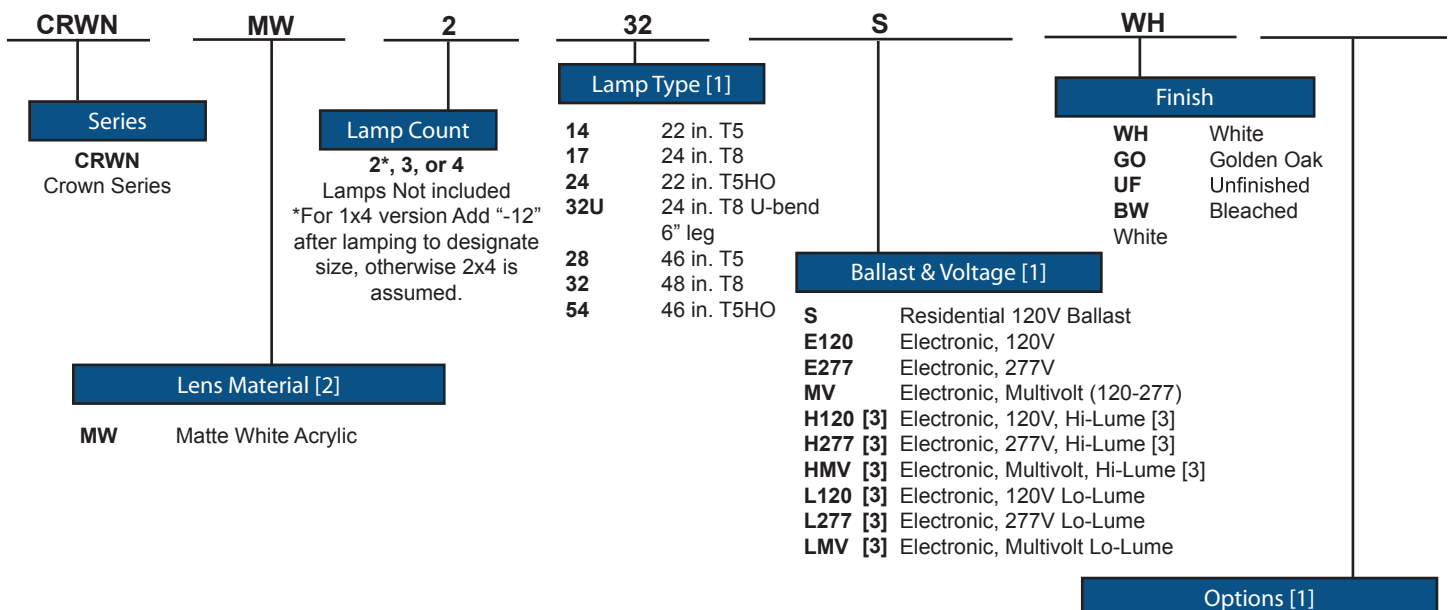 CRWN MW 2 32 S WH
Series
CRWN
Crown Series
Lens Material [2]
MW Matte White Acrylic
Lamp Count
2*, 3, or 4
Lamps Not included
*For 1x4 version Add “-12”
after lamping to designate
size, otherwise 2x4 is
assumed.
Lamp Type [1]
14 22 in. T5
17 24 in. T8
24 22 in. T5HO
32U 24 in. T8 U-bend
6” leg
28 46 in. T5
32 48 in. T8
54 46 in. T5HO
Ballast & Voltage [1]
S Residential 120V Ballast
E120 Electronic, 120V
E277 Electronic, 277V
MV Electronic, Multivolt (120-277)
H120 [3] Electronic, 120V, Hi-Lume [3]
H277 [3] Electronic, 277V, Hi-Lume [3]
HMV [3] Electronic, Multivolt, Hi-Lume [3]
L120 [3] Electronic, 120V Lo-Lume
L277 [3] Electronic, 277V Lo-Lume
LMV [3] Electronic, Multivolt Lo-Lume
Finish
WH White
GO Golden Oak
UF Unfinished
BW Bleached
White
Options [1]